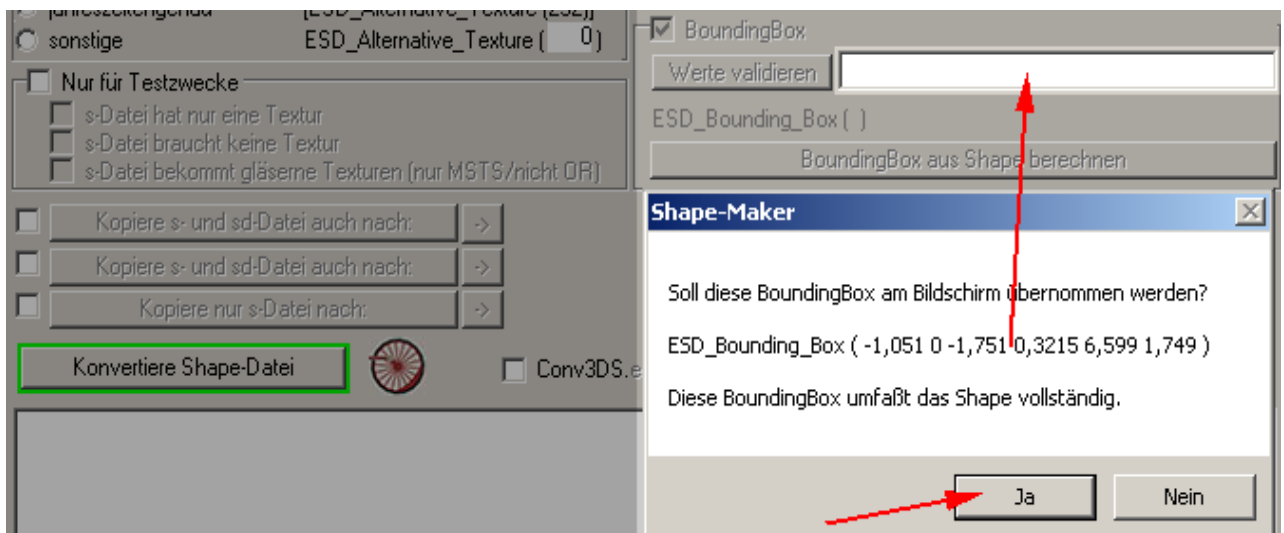 jahreszeitengenau [ESD_Alternative_Texture (252)]
sonstige ESD_Alternative_Texture ( 0 )
Nur für Testzwecke
s-Datei hat nur eine Textur
s-Datei braucht keine Textur
s-Datei bekommt gläserne Texturen (nur MSTS/nicht OR)
Kopiere s- und sd-Datei auch nach: ->
Kopiere s- und sd-Datei auch nach: ->
Kopiere nur s-Datei nach: ->
Konvertiere Shape-Datei
BoundingBox
Werte validieren
ESD_Bounding_Box ( )
BoundingBox aus Shape berechnen
Shape-Maker
Soll diese BoundingBox am Bildschirm übernommen werden?
ESD_Bounding_Box ( -1,051 0 -1,751 0,3215 6,599 1,749 )
Diese BoundingBox umfaßt das Shape vollständig.
Ja Nein